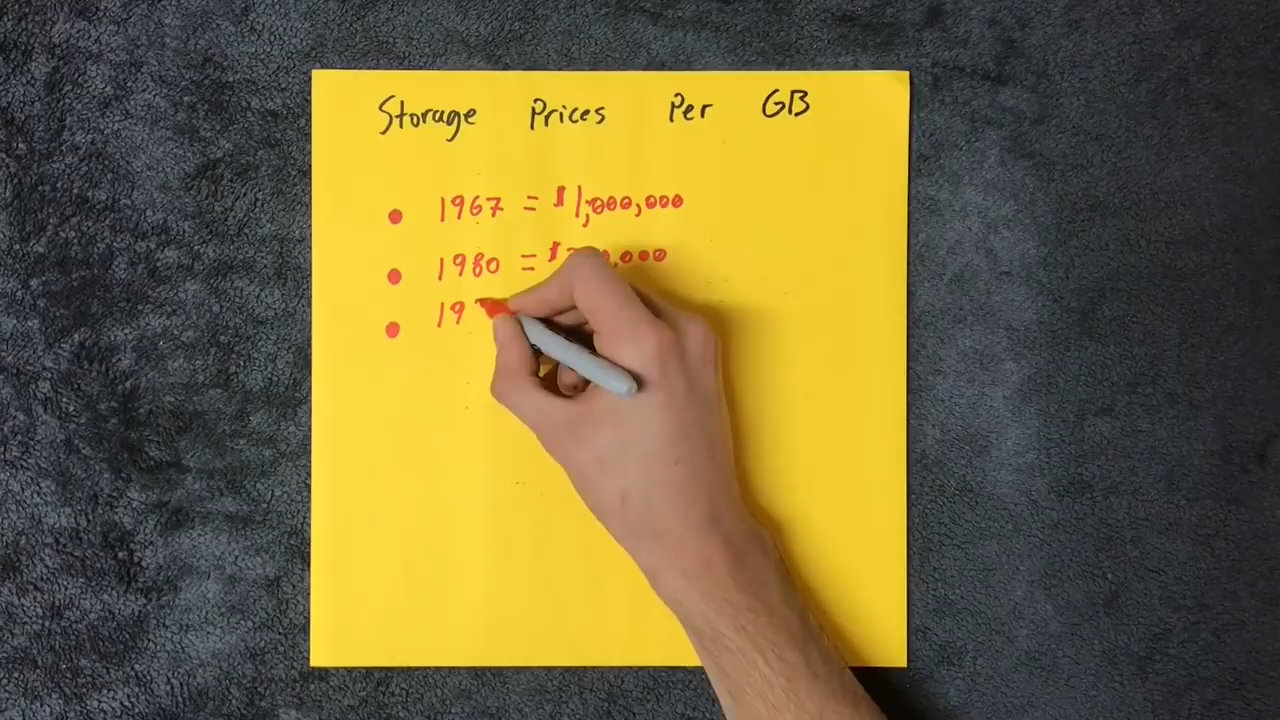 Storage Prices Per GB
• 1967 = $1,000,000
• 1980 =
• 19